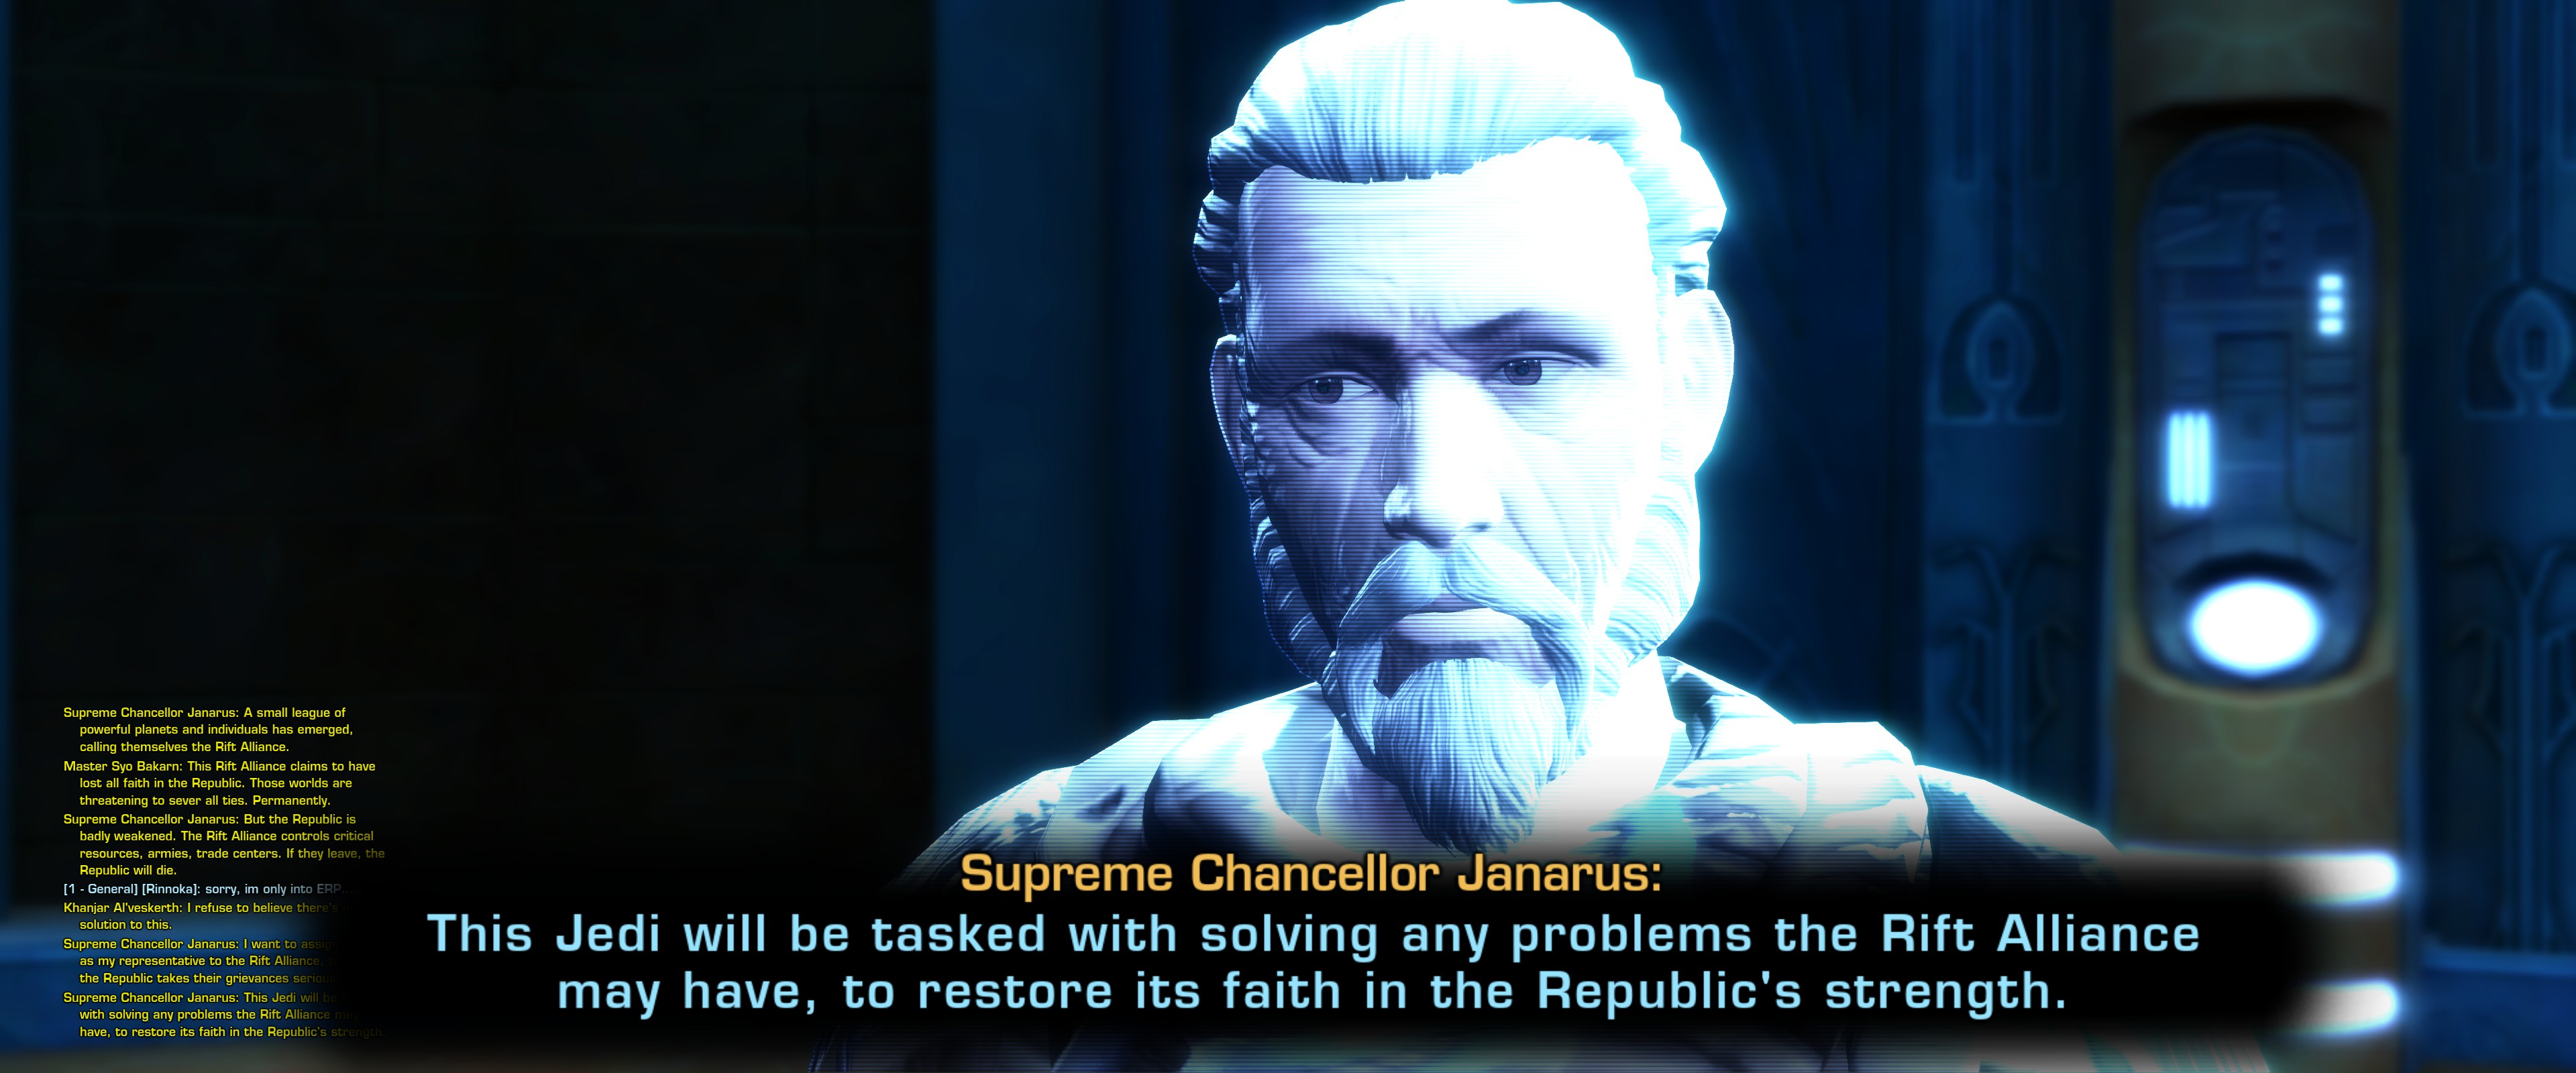 Supreme Chancellor Janarus: A small league of
powerful planets and individuals has emerged,
calling themselves the Rift Alliance.
Master Syo Bakarn: This Rift Alliance claims to have
lost all faith in the Republic. Those worlds are
threatening to sever all ties. Permanently.
Supreme Chancellor Janarus: But the Republic is
badly weakened. The Rift Alliance controls critical
resources, armies, trade centers. If they leave, the
Republic will die.
[1 - General] [Rinnoka]: sorry, im only into ERP....
Khanjar Al'veskerth: I refuse to believe there's
solution to this.
Supreme Chancellor Janarus: I want to
as my representative to the Rift Alliance,
the Republic takes their grievances
Supreme Chancellor Janarus: This Jedi will be
with solving any problems the Rift Alliance may
have, to restore its faith in the Republic's strength.
Supreme Chancellor Janarus:
This Jedi will be tasked with solving any problems the Rift Alliance
may have, to restore its faith in the Republic's strength.